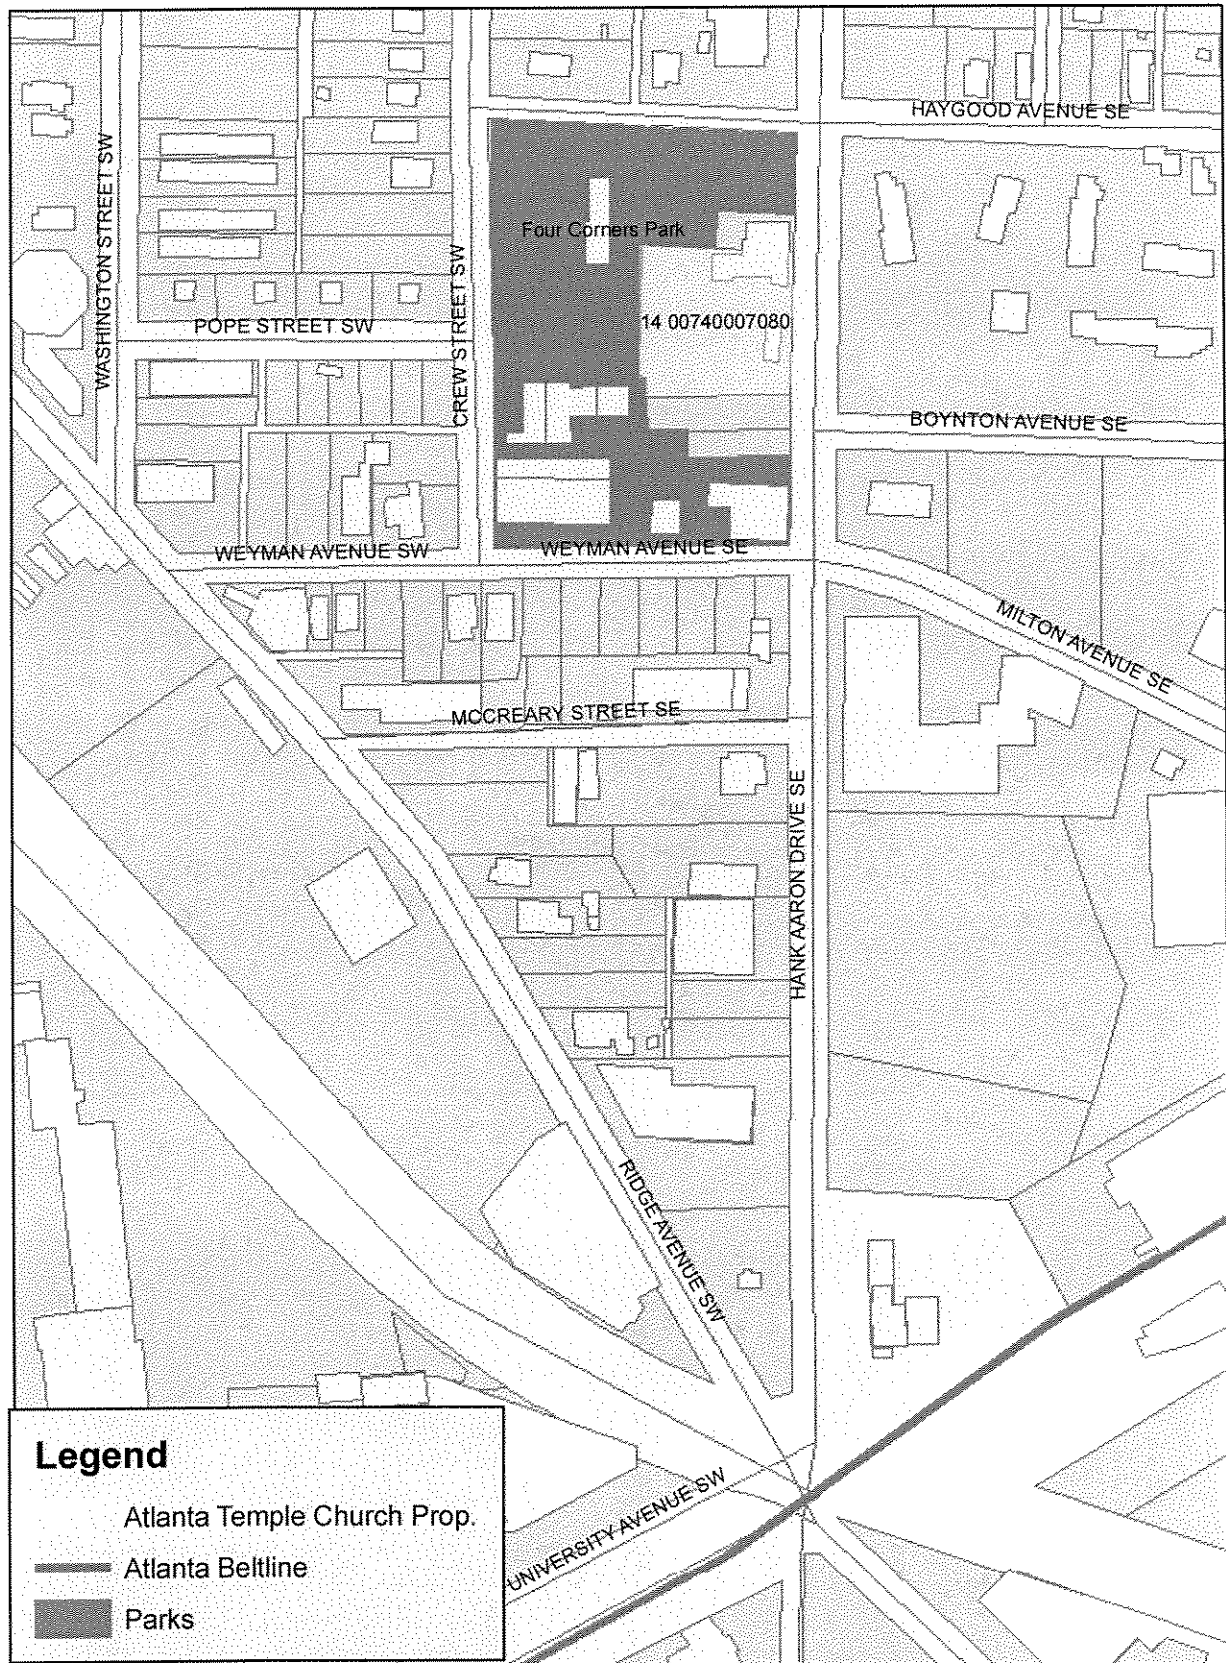 HAYGOOD AVENUE SE
WASHINGTON STREET SW
Four Corners Park
CREW STREET SW
14 00740007080
POPE STREET SW
BOYNTON AVENUE SE
WEYMAN AVENUE SW
WEYMAN AVENUE SE
MILTON AVENUE SE
MCCREARY STREET SE
HANK AARON DRIVE SE
RIDGE AVENUE SW
UNIVERSITY AVENUE SW
Legend
Atlanta Temple Church Prop.
Atlanta Beltline
Parks